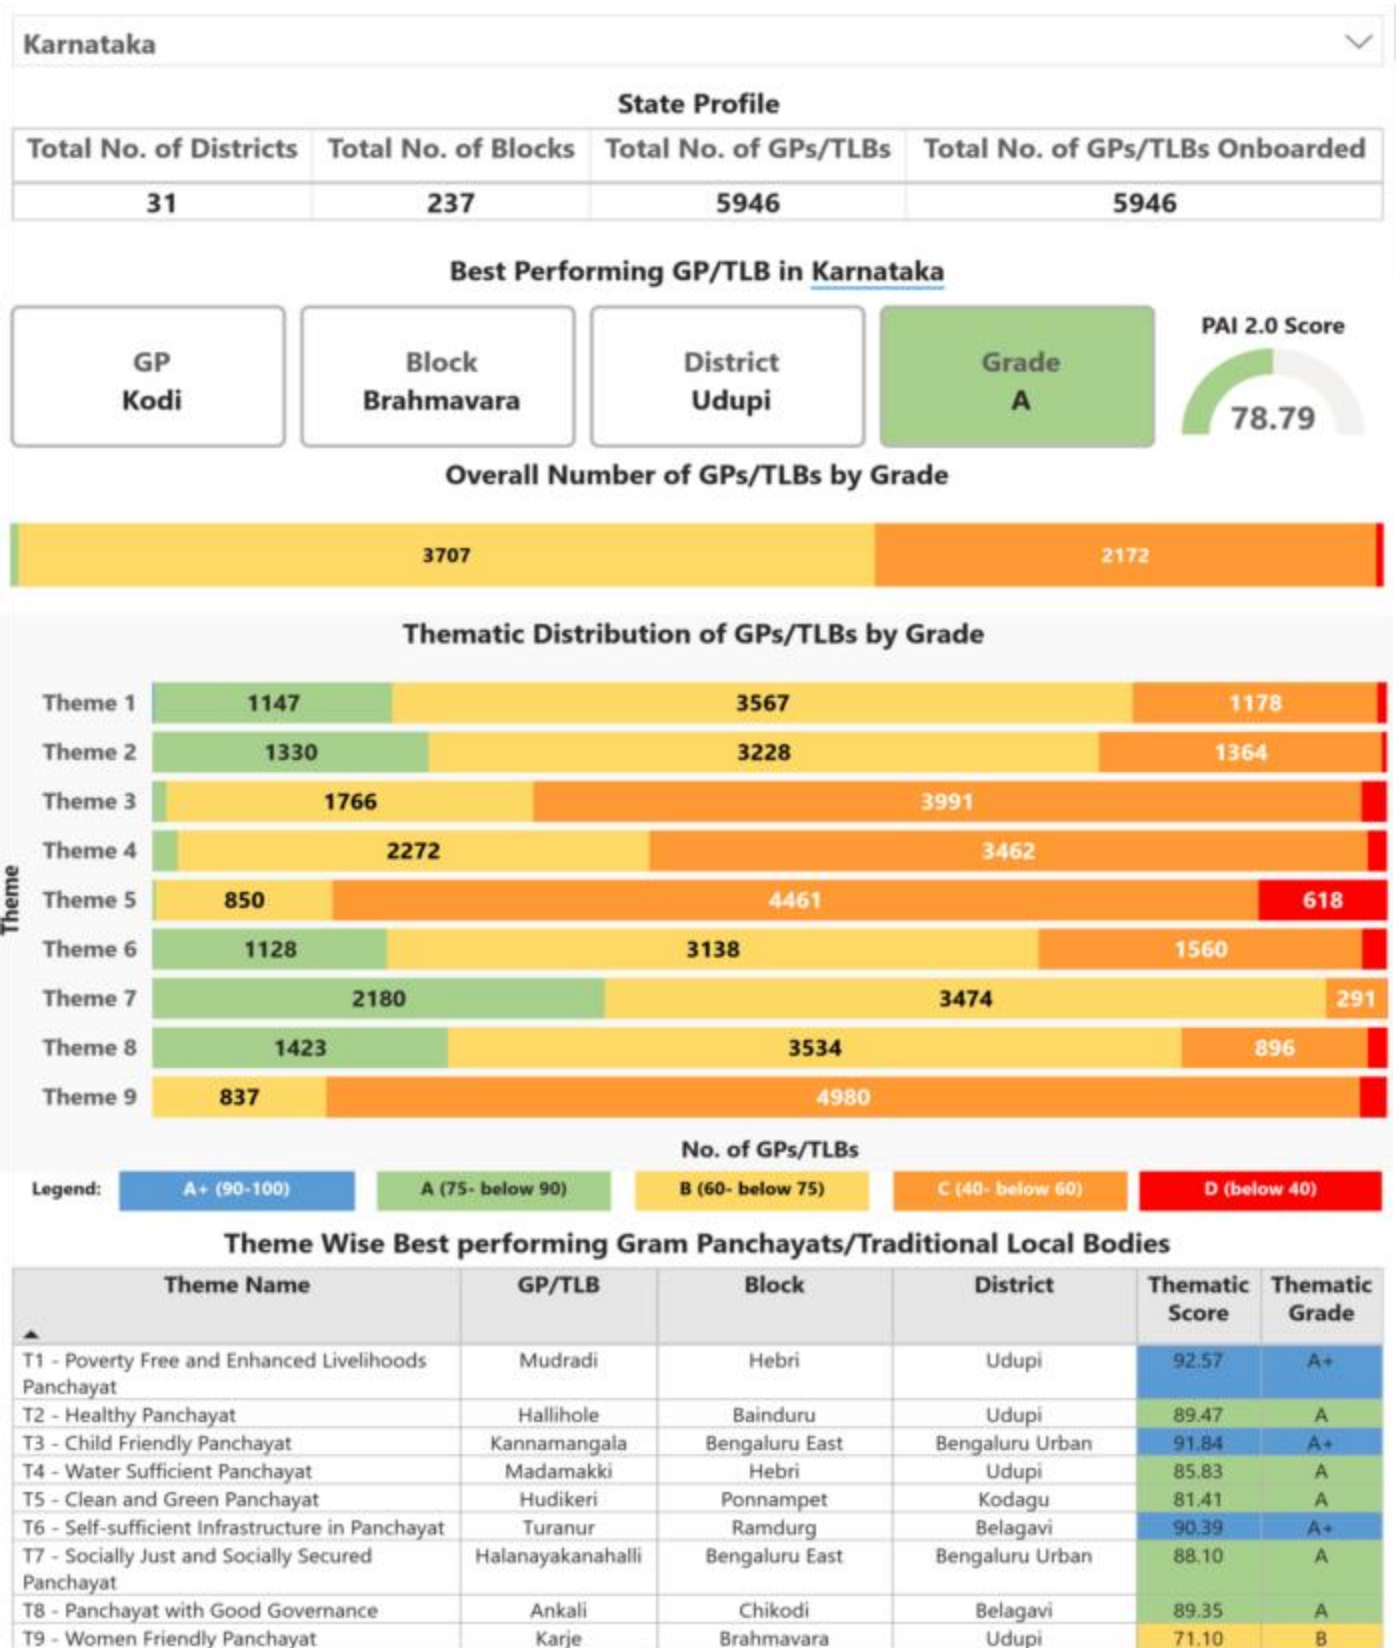 Karnataka
State Profile
Total No. of Districts Total No. of Blocks Total No. of GPs/TLBs Total No. of GPs/TLBs Onboarded
31 237 5946 5946
Best Performing GP/TLB in Karnataka
GP Block District Grade PAI 2.0 Score
Kodi Brahmavara Udupi A 78.79
Overall Number of GPs/TLBs by Grade
3707 2172
Thematic Distribution of GPs/TLBs by Grade
Theme
Theme 1 1147 3567 1178
Theme 2 1330 3228 1364
Theme 3 1766 3991
Theme 4 2272 3462
Theme 5 850 4461 618
Theme 6 1128 3138 1560
Theme 7 2180 3474 291
Theme 8 1423 3534 896
Theme 9 837 4980
No. of GPs/TLBs
Legend: A+ (90-100) A (75- below 90) B (60- below 75) C (40- below 60) D (below 40)
Theme Wise Best performing Gram Panchayats/Traditional Local Bodies
Theme Name GP/TLB Block District Thematic Thematic
Score Grade
T1 - Poverty Free and Enhanced Livelihoods Mudradi Hebri Udupi 92.57 A+
Panchayat
T2 - Healthy Panchayat Hallihole Bainduru Udupi 89.47 A
T3 - Child Friendly Panchayat Kannamangala Bengaluru East Bengaluru Urban 91.84 A+
T4 - Water Sufficient Panchayat Madamakki Hebri Udupi 85.83 A
T5 - Clean and Green Panchayat Hudikeri Ponnampet Kodagu 81.41 A
T6 - Self-sufficient Infrastructure in Panchayat Turanur Ramdurg Belagavi 90.39 A+
T7 - Socially Just and Socially Secured Halanayakanahalli Bengaluru East Bengaluru Urban 88.10 A
Panchayat
T8 - Panchayat with Good Governance Ankali Chikodi Belagavi 89.35 A
T9 - Women Friendly Panchayat Karje Brahmavara Udupi 71.10 B